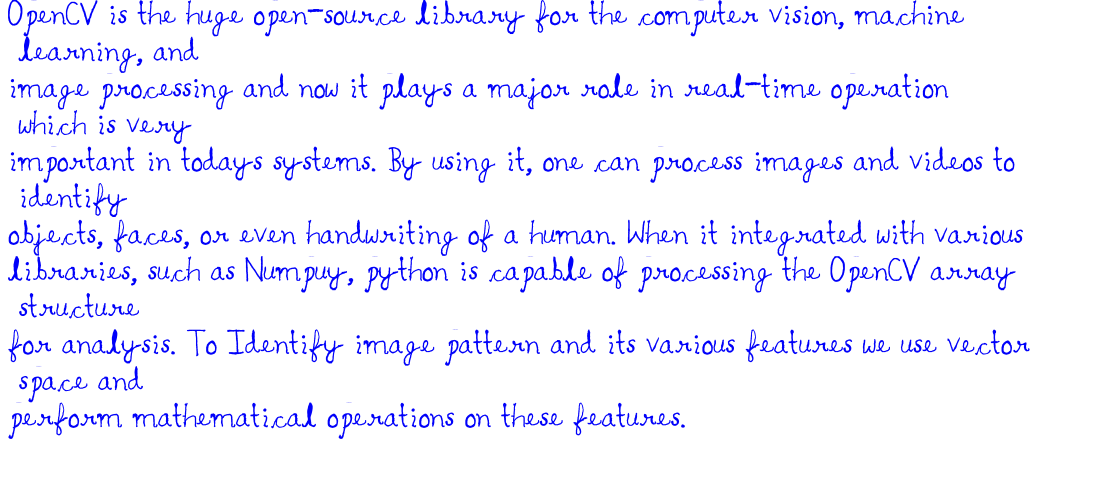 OpenCV is the huge open-source library for the computer vision, machine
learning, and
image processing and now it plays a major role in real-time operation
which is very
important in todays systems. By using it, one can process images and videos to
identify
objects, faces, or even handwriting of a human. When it integrated with various
libraries, such as Numpuy, python is capable of processing the OpenCV array
structure
for analysis. To Identify image pattern and its various features we use vector
space and
perform mathematical operations on these features.